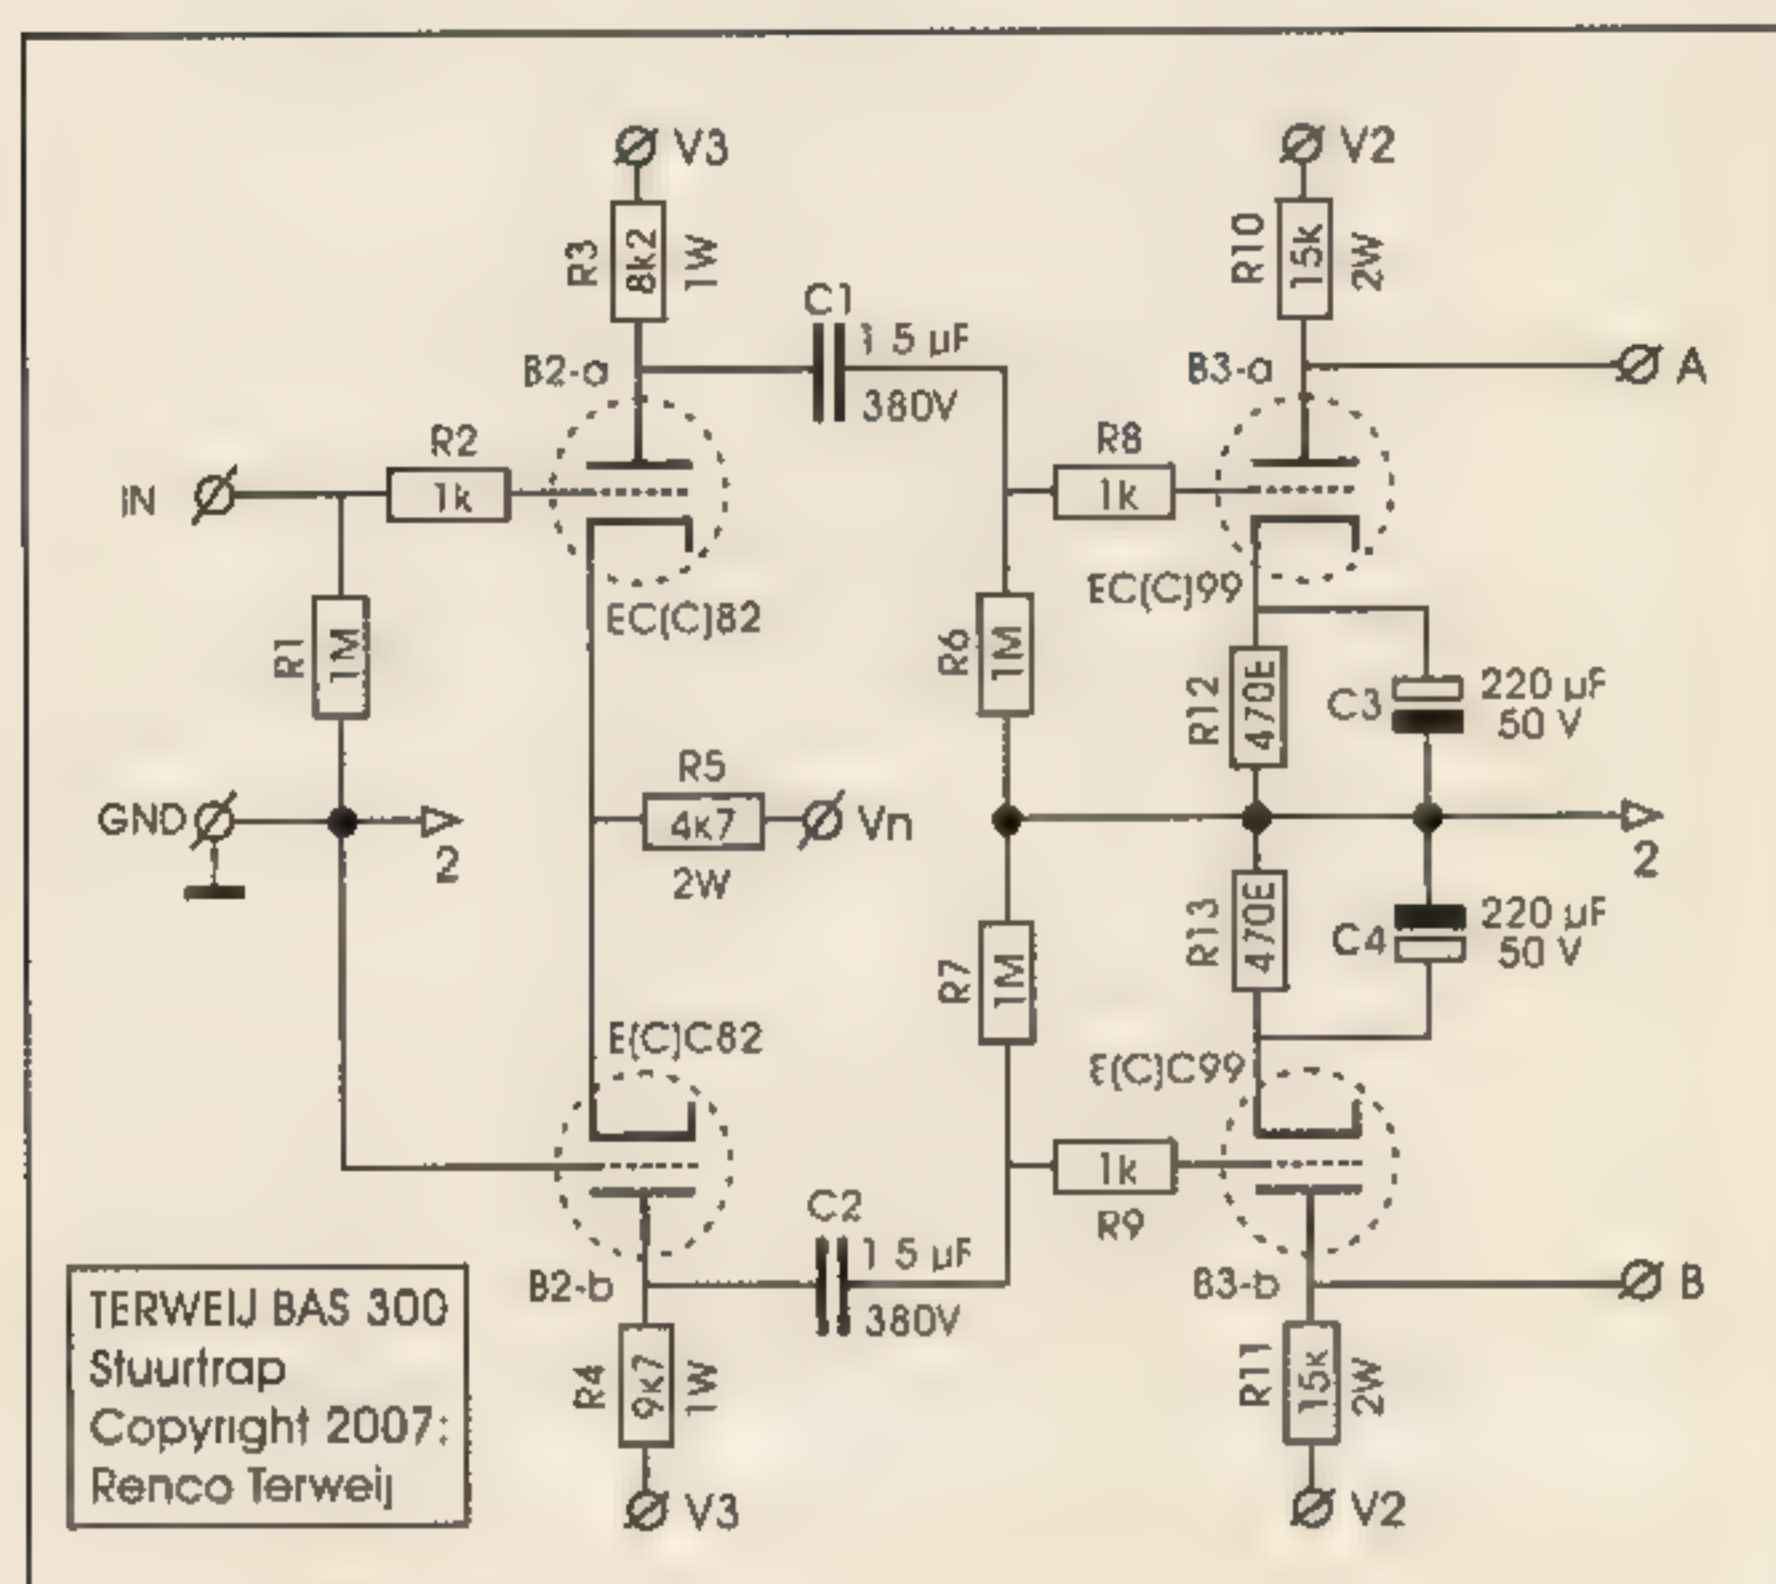 V3
V2
R3
8k2
1W
R10
15k
2W
C1
1 5 µF
380V
B2-a
B3-a
A
R2
1k
R8
1k
IN
EC(C)82
EC(C)99
R1
1M
R6
1M
R12
470E
C3
220 µF
50 V
R5
4k7
2W
Vn
GND
2
2
R7
1M
R13
470E
C4
220 µF
50 V
E(C)C82
E(C)C99
1k
R9
C2
1 5 µF
380V
B2-b
B3-b
B
R4
9k7
1W
R11
15k
2W
V3
V2
TERWEIJ BAS 300
Stuurtrap
Copyright 2007:
Renco Terweij